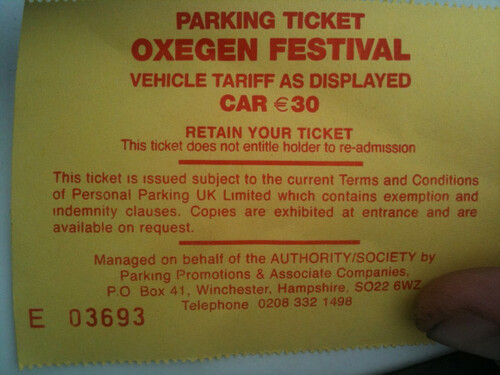 PARKING TICKET
OXEGEN FESTIVAL
VEHICLE TARIFF AS DISPLAYED
CAR €30
RETAIN YOUR TICKET
This ticket does not entitle holder to re-admission
This ticket is issued subject to the current Terms and Conditions
of Personal Parking UK Limited which contains exemption and
indemnity clauses. Copies are exhibited at entrance and are
available on request.
Managed on behalf of the AUTHORITY/SOCIETY by
Parking Promotions & Associate Companies.
P.O Box 41, Winchester, Hampshire, SO22 6WZ
Telephone 0208 332 1498
E 03693